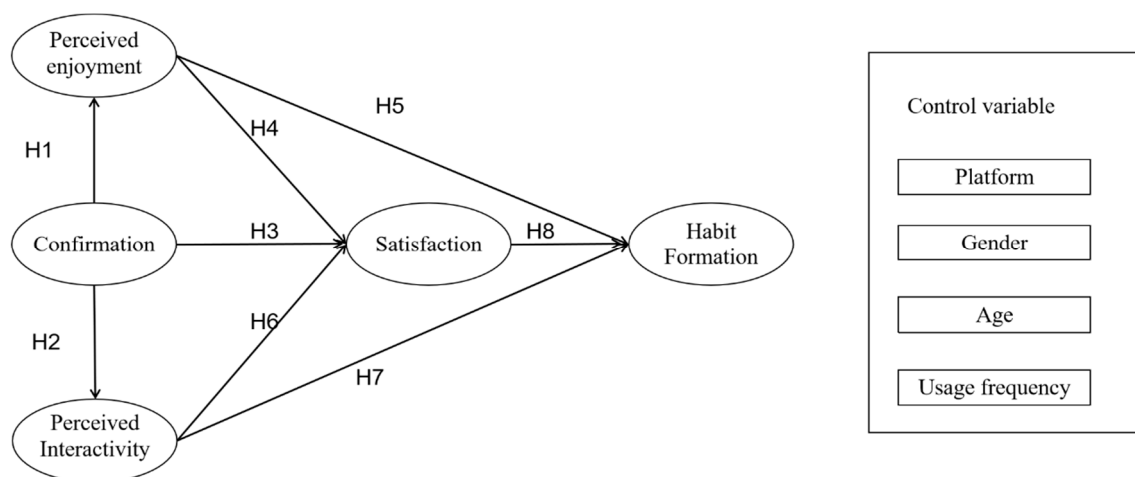 Perceived
enjoyment
H5
H4
H1
Confirmation
H3
Satisfaction
H8
Habit
Formation
H2
H6
H7
Perceived
Interactivity
Control variable
Platform
Gender
Age
Usage frequency